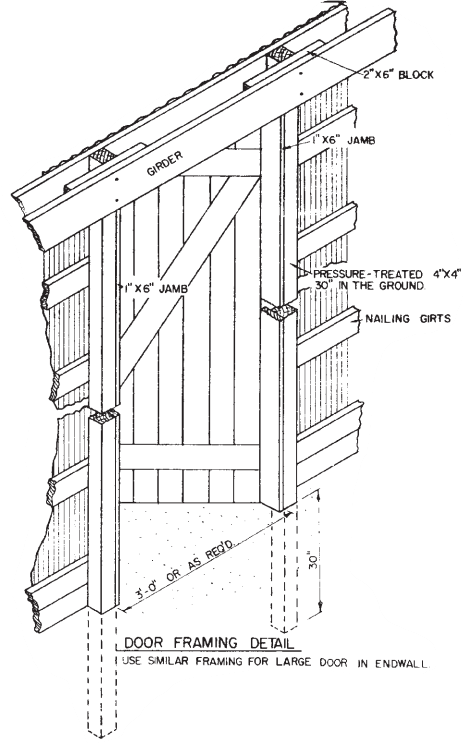 2"X6" BLOCK
1"X6" JAMB
GIRDER
PRESSURE-TREATED 4"X4"
30" IN THE GROUND
1"X6" JAMB
NAILING GIRTS
3'-0" OR AS REQ'D.
30"
DOOR FRAMING DETAIL
USE SIMILAR FRAMING FOR LARGE DOOR IN ENDWALL.